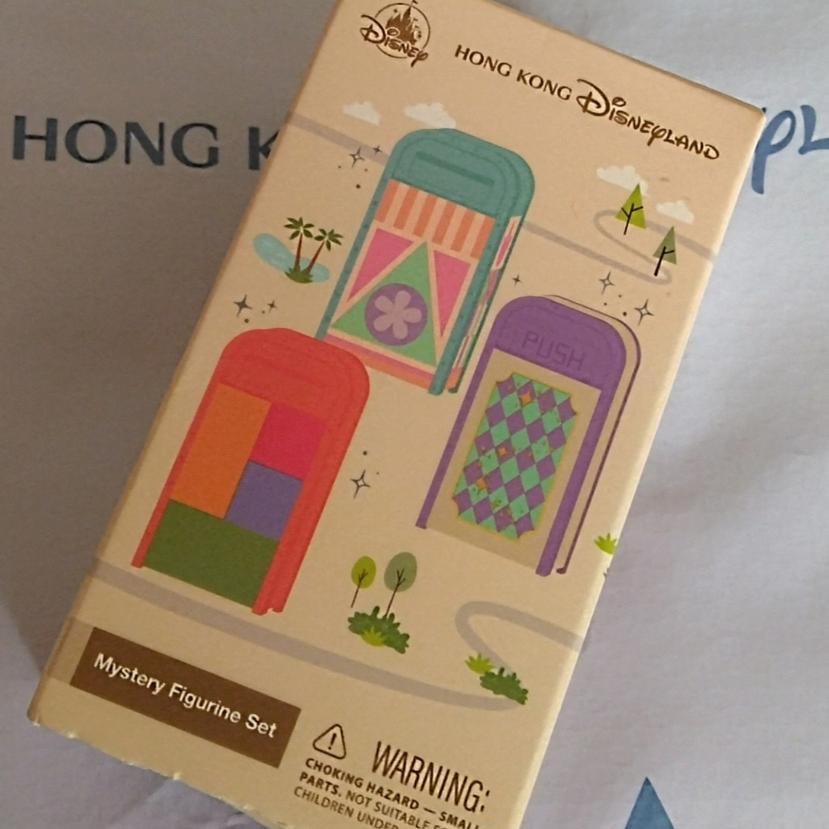 Disney
HONG KONG DISNEYLAND
HONG
PUSH
Mystery Figurine Set
WARNING:
CHOKING HAZARD — SMALL
PARTS. NOT SUITABLE
CHILDREN UNDER